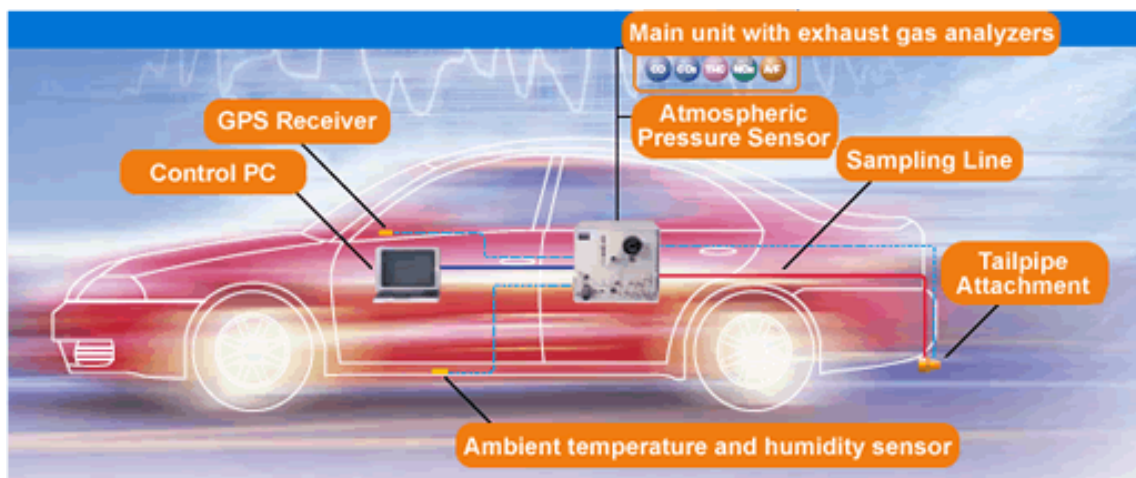 Main unit with exhaust gas analyzers
CO CO₂ THC NOx A/F
Atmospheric
Pressure Sensor
GPS Receiver
Sampling Line
Control PC
Tailpipe
Attachment
Ambient temperature and humidity sensor